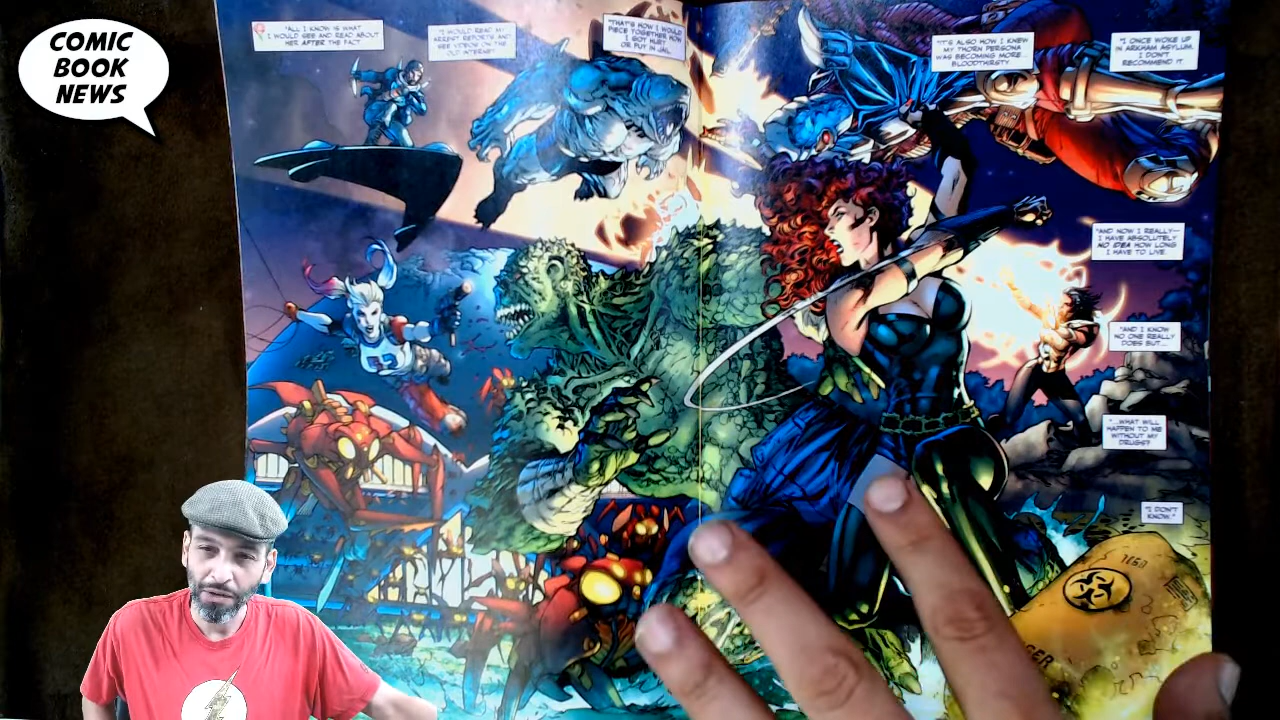 COMIC
BOOK
NEWS
"ALL I KNOW IS WHAT
I WOULD SEE AND READ ABOUT
HER AFTER THE FACT.
"I WOULD READ MY
ARREST REPORTS AND
SEE VIDEOS ON THE
OUTERNET.
"THAT'S HOW I WOULD
PIECE TOGETHER HOW
I GOT HURT
OR PUT IN JAIL.
"IT'S ALSO HOW I KNEW
MY THORN PERSONA
WAS BECOMING MORE...
BLOODTHIRSTY.
"I ONCE WOKE UP
IN ARKHAM ASYLUM.
I DON'T
RECOMMEND IT.
"AND NOW I REALLY--
I HAVE ABSOLUTELY
NO IDEA HOW LONG
I HAVE TO LIVE.
"AND I KNOW
NO ONE REALLY
DOES BUT...
"...WHAT WILL
HAPPEN TO ME
WITHOUT MY
DRUGS?
"I DON'T
KNOW."
1160
GER